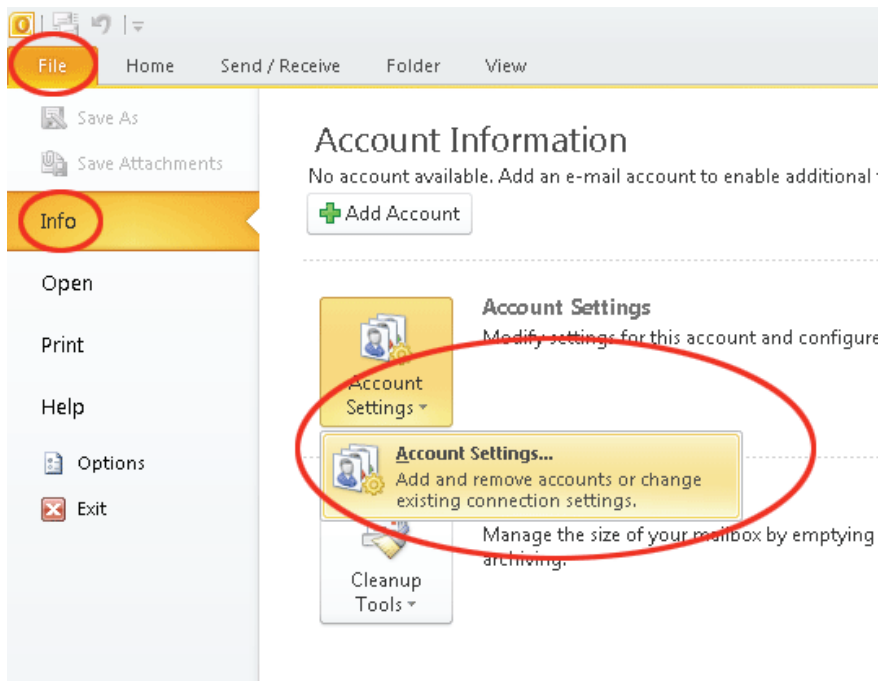 File Home Send / Receive Folder View
Save As
Save Attachments
Info
Open
Print
Help
Options
Exit
Account Information
No account available. Add an e-mail account to enable additional
Add Account
Account Settings
Modify settings for this account and configure
Account
Settings
Account Settings...
Add and remove accounts or change
existing connection settings.
Manage the size of your mailbox by emptying
archiving.
Cleanup
Tools